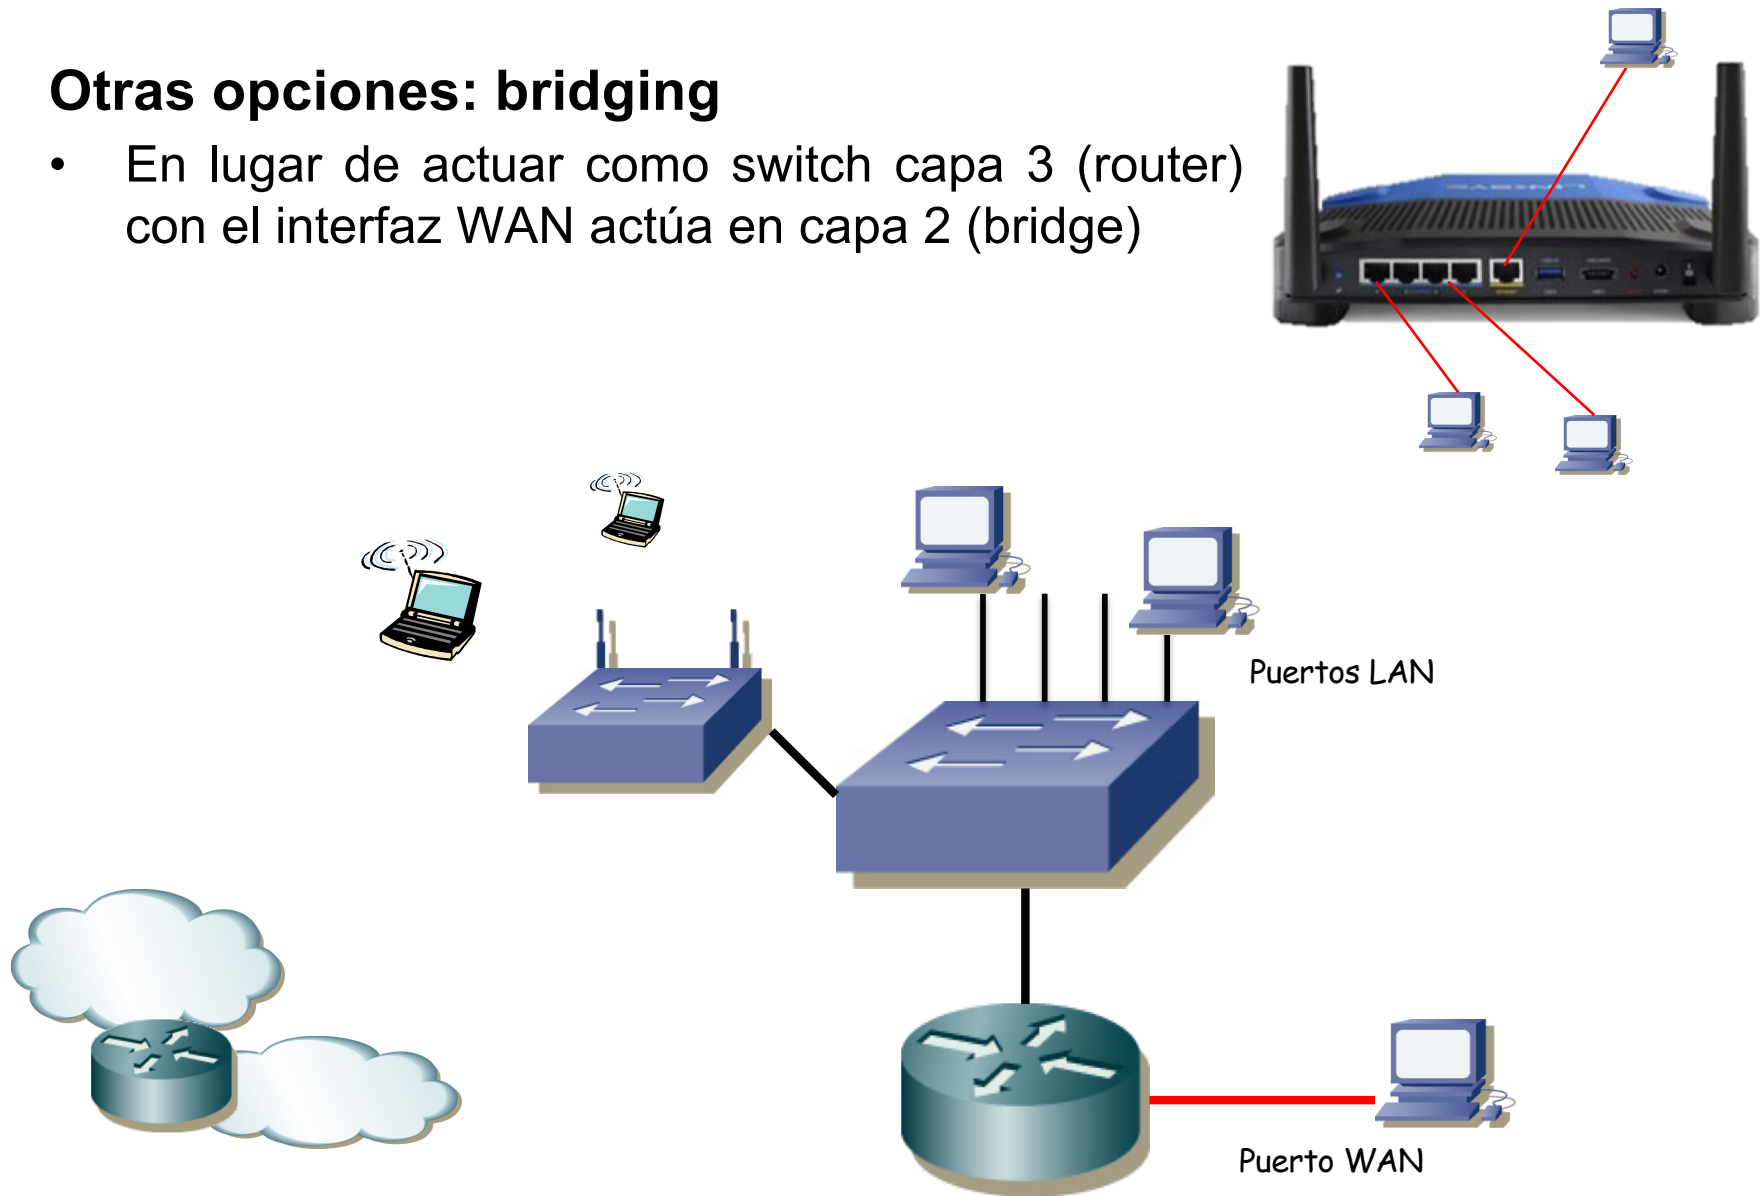 Otras opciones: bridging
• En lugar de actuar como switch capa 3 (router)
con el interfaz WAN actúa en capa 2 (bridge)
Puertos LAN
Puerto WAN